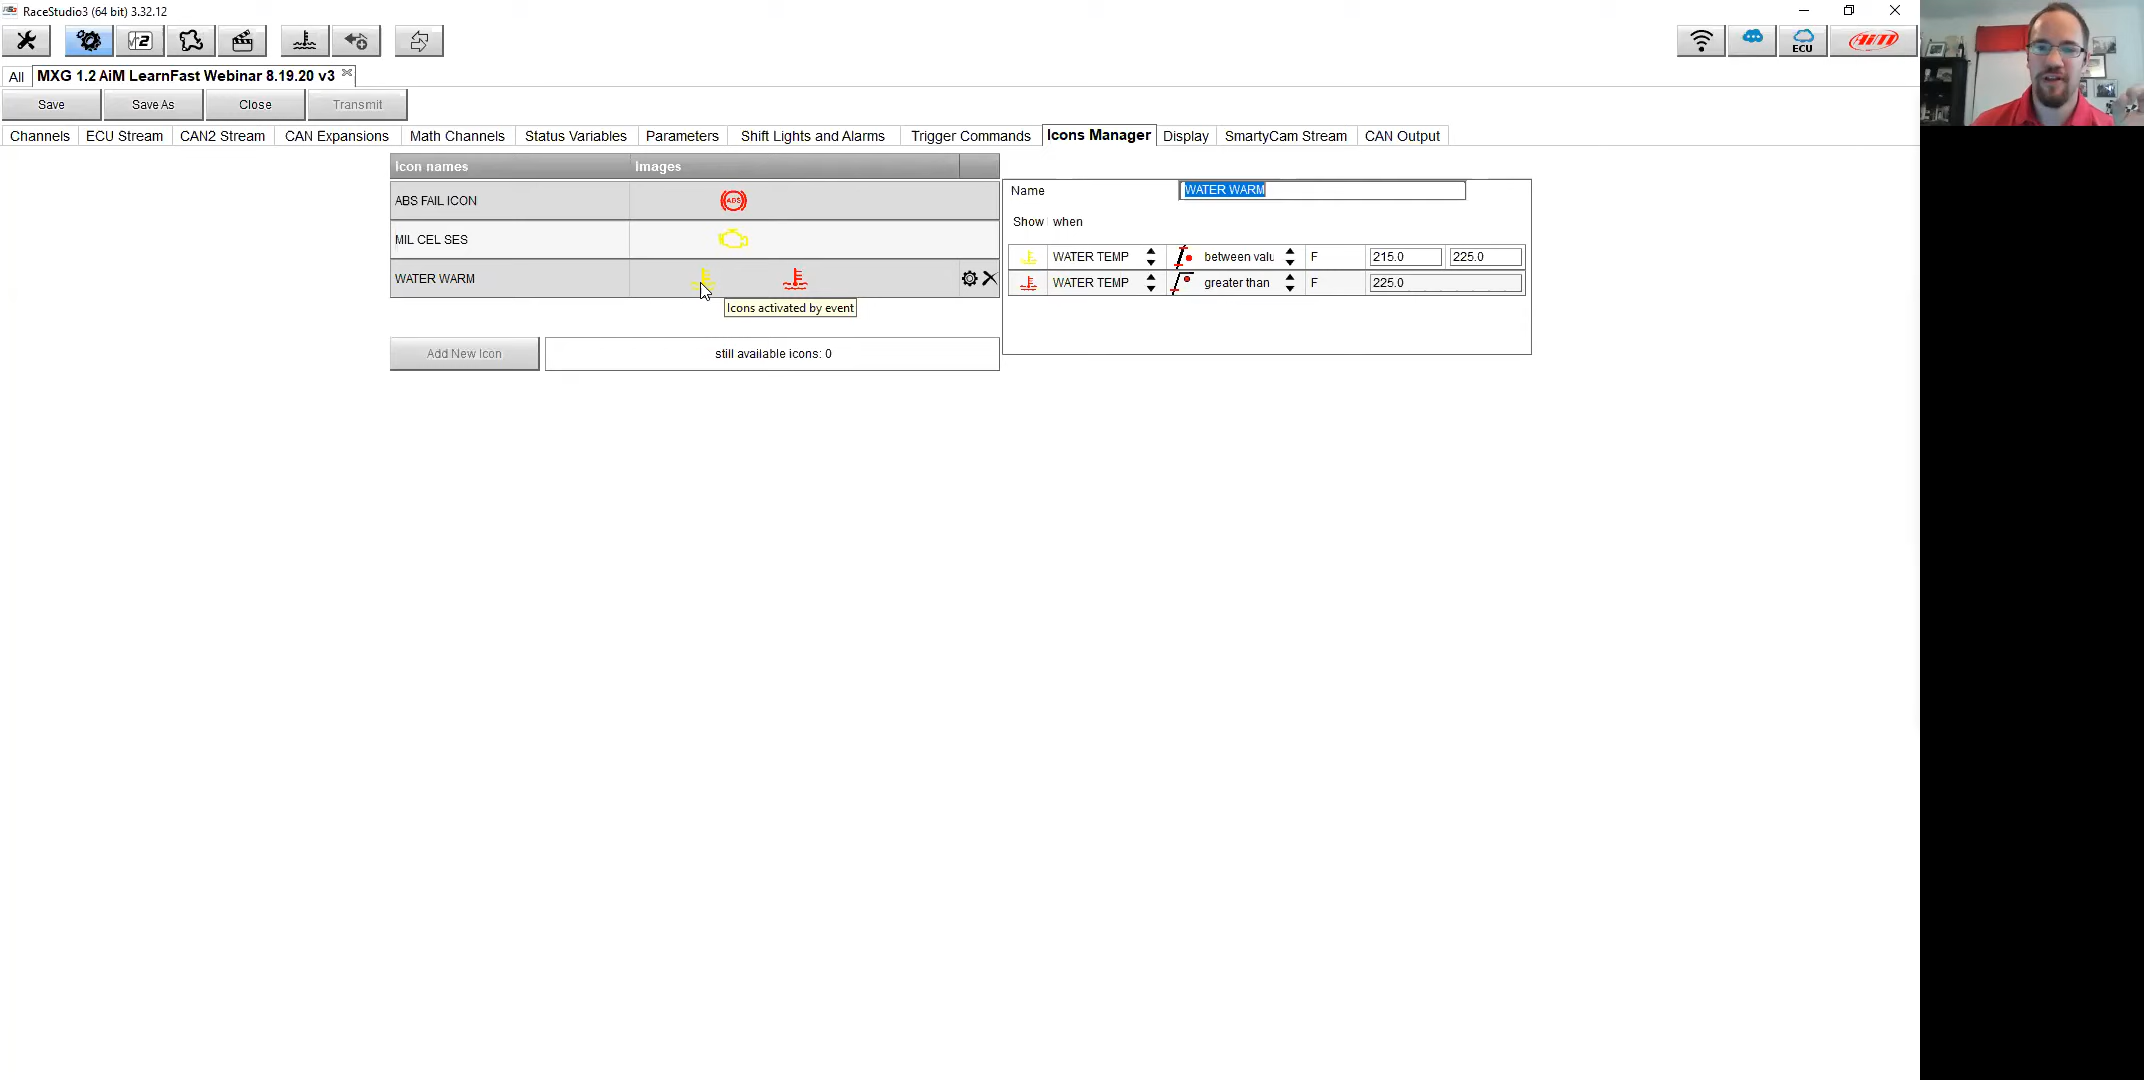 RaceStudio3 (64 bit) 3.32.12
ECU
AiM
All MXG 1.2 AiM LearnFast Webinar 8.19.20 v3
Save Save As Close Transmit
Channels ECU Stream CAN2 Stream CAN Expansions Math Channels Status Variables Parameters Shift Lights and Alarms Trigger Commands Icons Manager Display SmartyCam Stream CAN Output
Icon names Images
ABS FAIL ICON ABS
MIL CEL SES
WATER WARM
Icons activated by event
Add New Icon still available icons: 0
Name WATER WARM
Show when
WATER TEMP between valu F 215.0 225.0
WATER TEMP greater than F 225.0